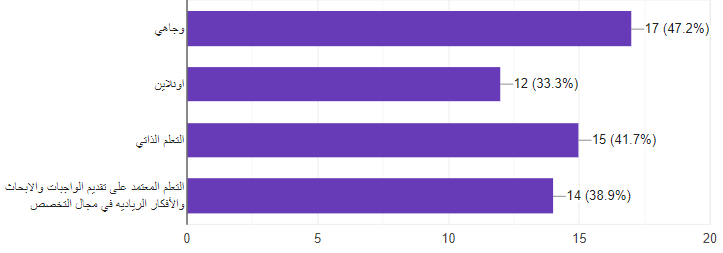 وجاهي
17 (47.2%)
اونلاين
12 (33.3%)
التعلم الذاتي
15 (41.7%)
التعلم المعتمد على تقديم الواجبات والابحاث
والأفكار الرياديه في مجال التخصص
14 (38.9%)
0
5
10
15
20